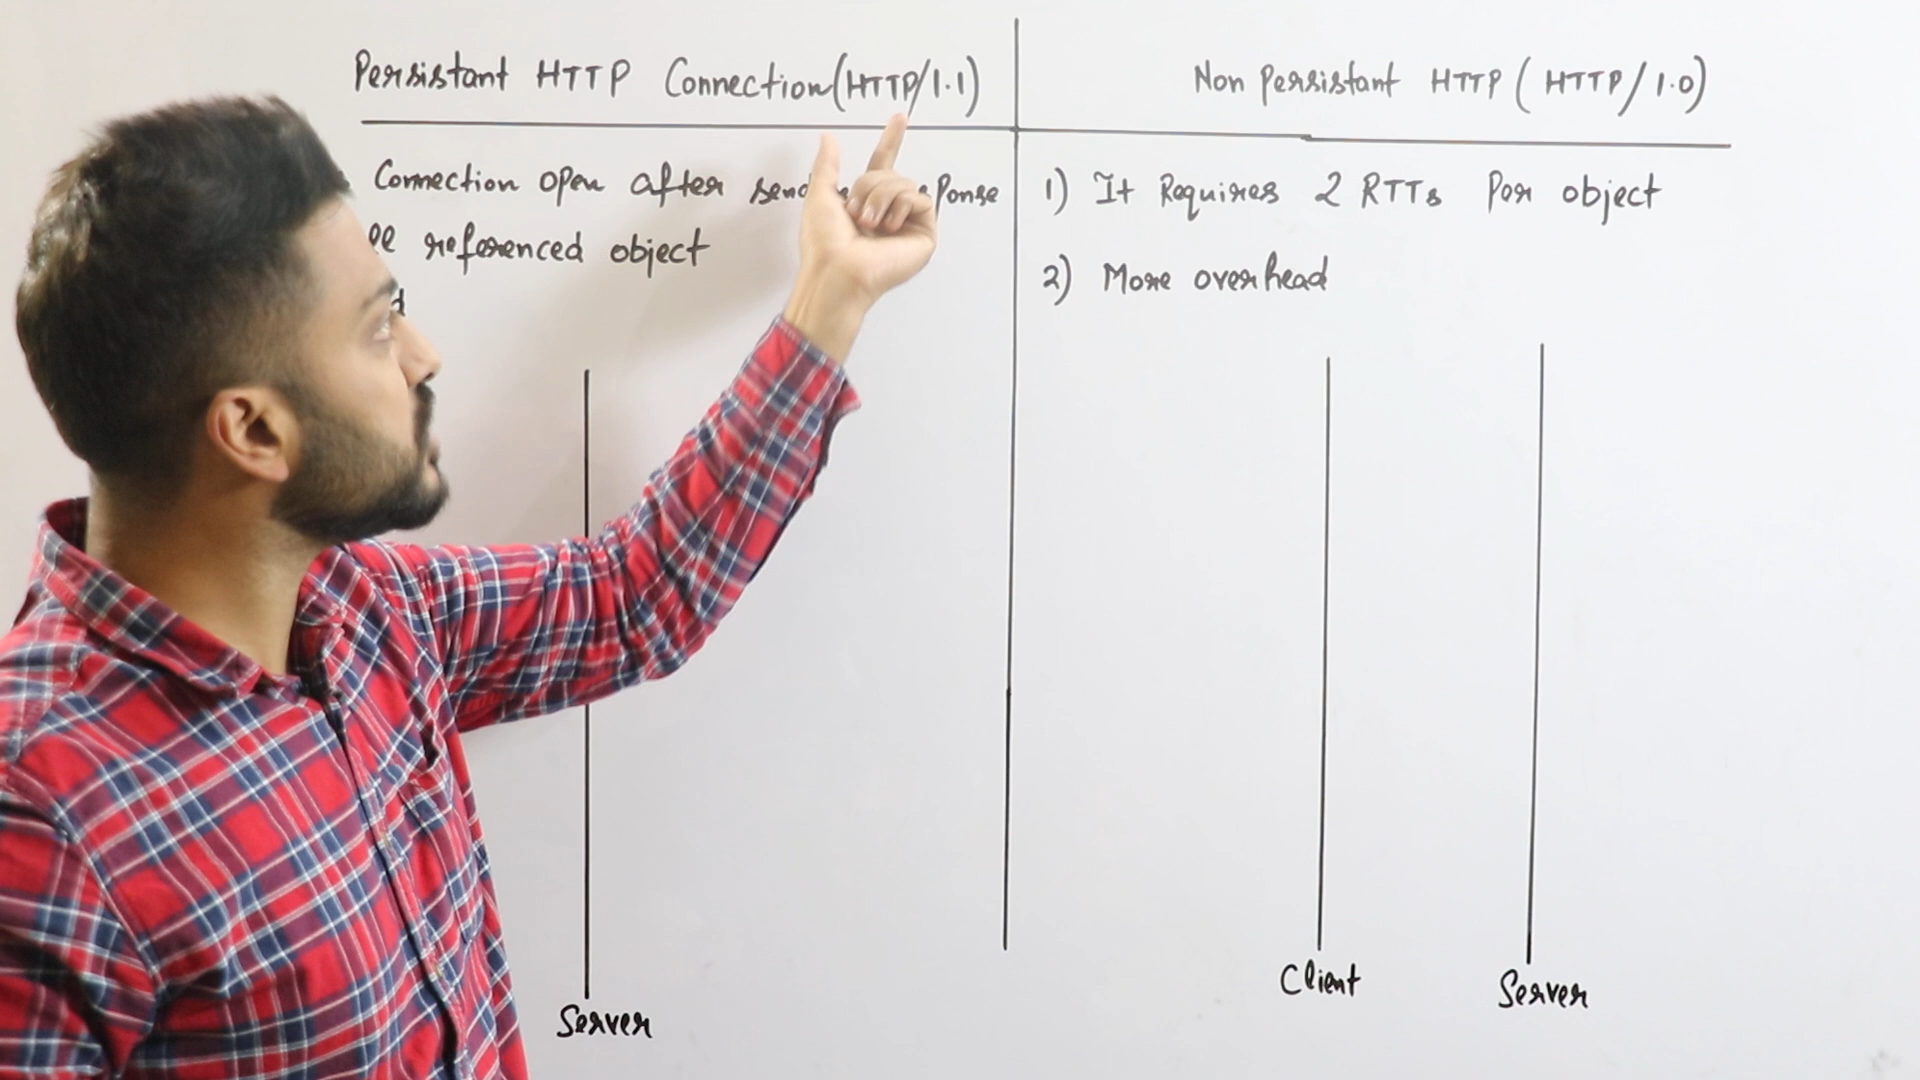 Persistant HTTP Connection (HTTP/1.1)
Connection open after
referenced object
Non persistant HTTP (HTTP/1.0)
1) It Requires 2 RTTs per object
2) More overhead
Server
Client
Server